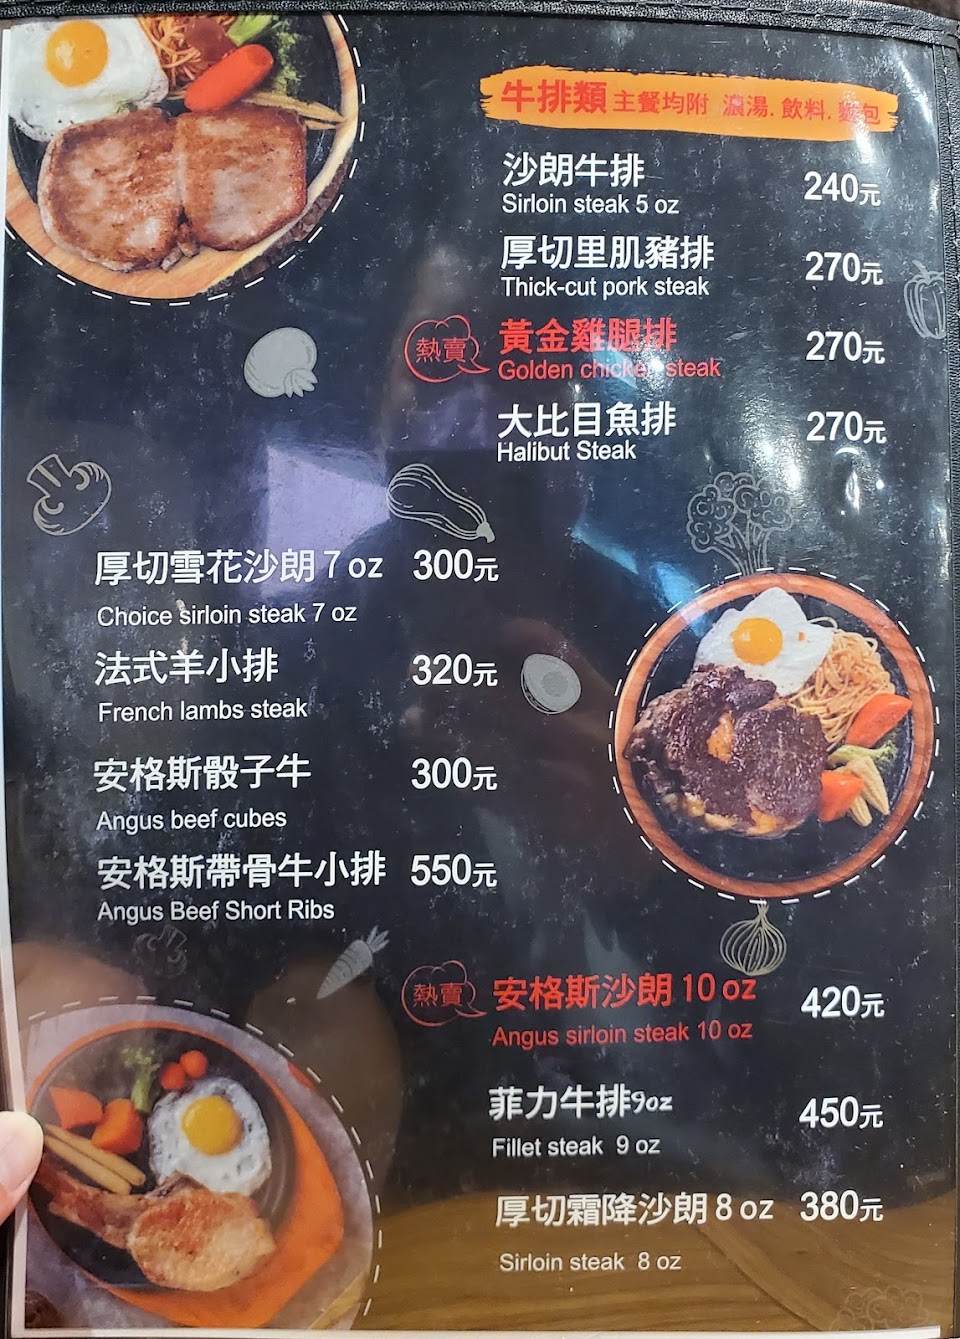 牛排類 主餐均附 濃湯.飲料.麵包
沙朗牛排 240元
Sirloin steak 5 oz
厚切里肌豬排 270元
Thick-cut pork steak
熱賣 黃金雞腿排 270元
Golden chicken steak
大比目魚排 270元
Halibut Steak
厚切雪花沙朗 7 oz 300元
Choice sirloin steak 7 oz
法式羊小排 320元
French lambs steak
安格斯骰子牛 300元
Angus beef cubes
安格斯帶骨牛小排 550元
Angus Beef Short Ribs
熱賣 安格斯沙朗 10 oz 420元
Angus sirloin steak 10 oz
菲力牛排9oz 450元
Fillet steak 9 oz
厚切霜降沙朗 8 oz 380元
Sirloin steak 8 oz